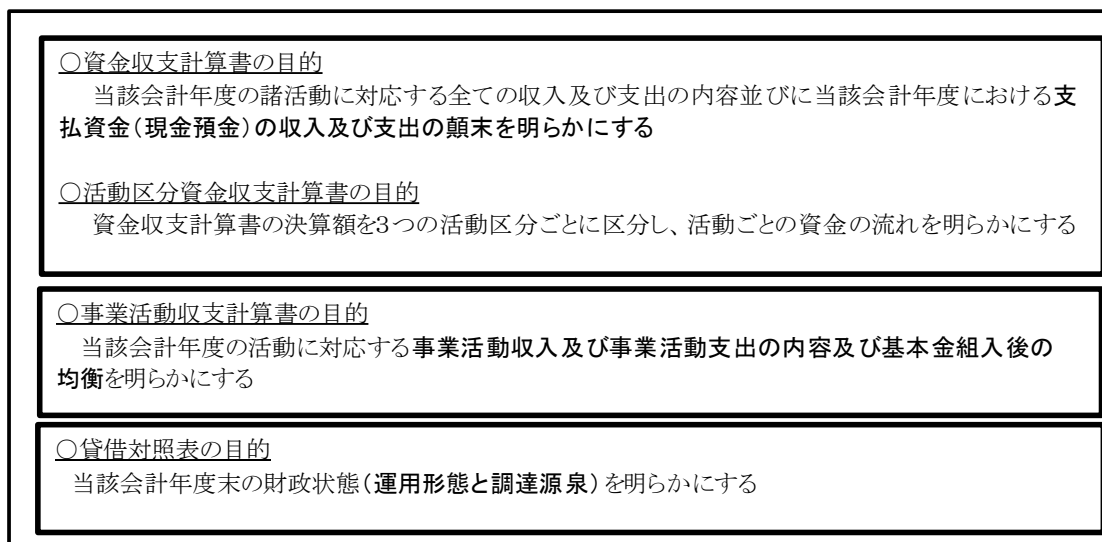 ○資金収支計算書の目的
当該会計年度の諸活動に対応する全ての収入及び支出の内容並びに当該会計年度における支
払資金(現金預金)の収入及び支出の顛末を明らかにする
○活動区分資金収支計算書の目的
資金収支計算書の決算額を3つの活動区分ごとに区分し、活動ごとの資金の流れを明らかにする
○事業活動収支計算書の目的
当該会計年度の活動に対応する事業活動収入及び事業活動支出の内容及び基本金組入後の
均衡を明らかにする
○貸借対照表の目的
当該会計年度末の財政状態(運用形態と調達源泉)を明らかにする